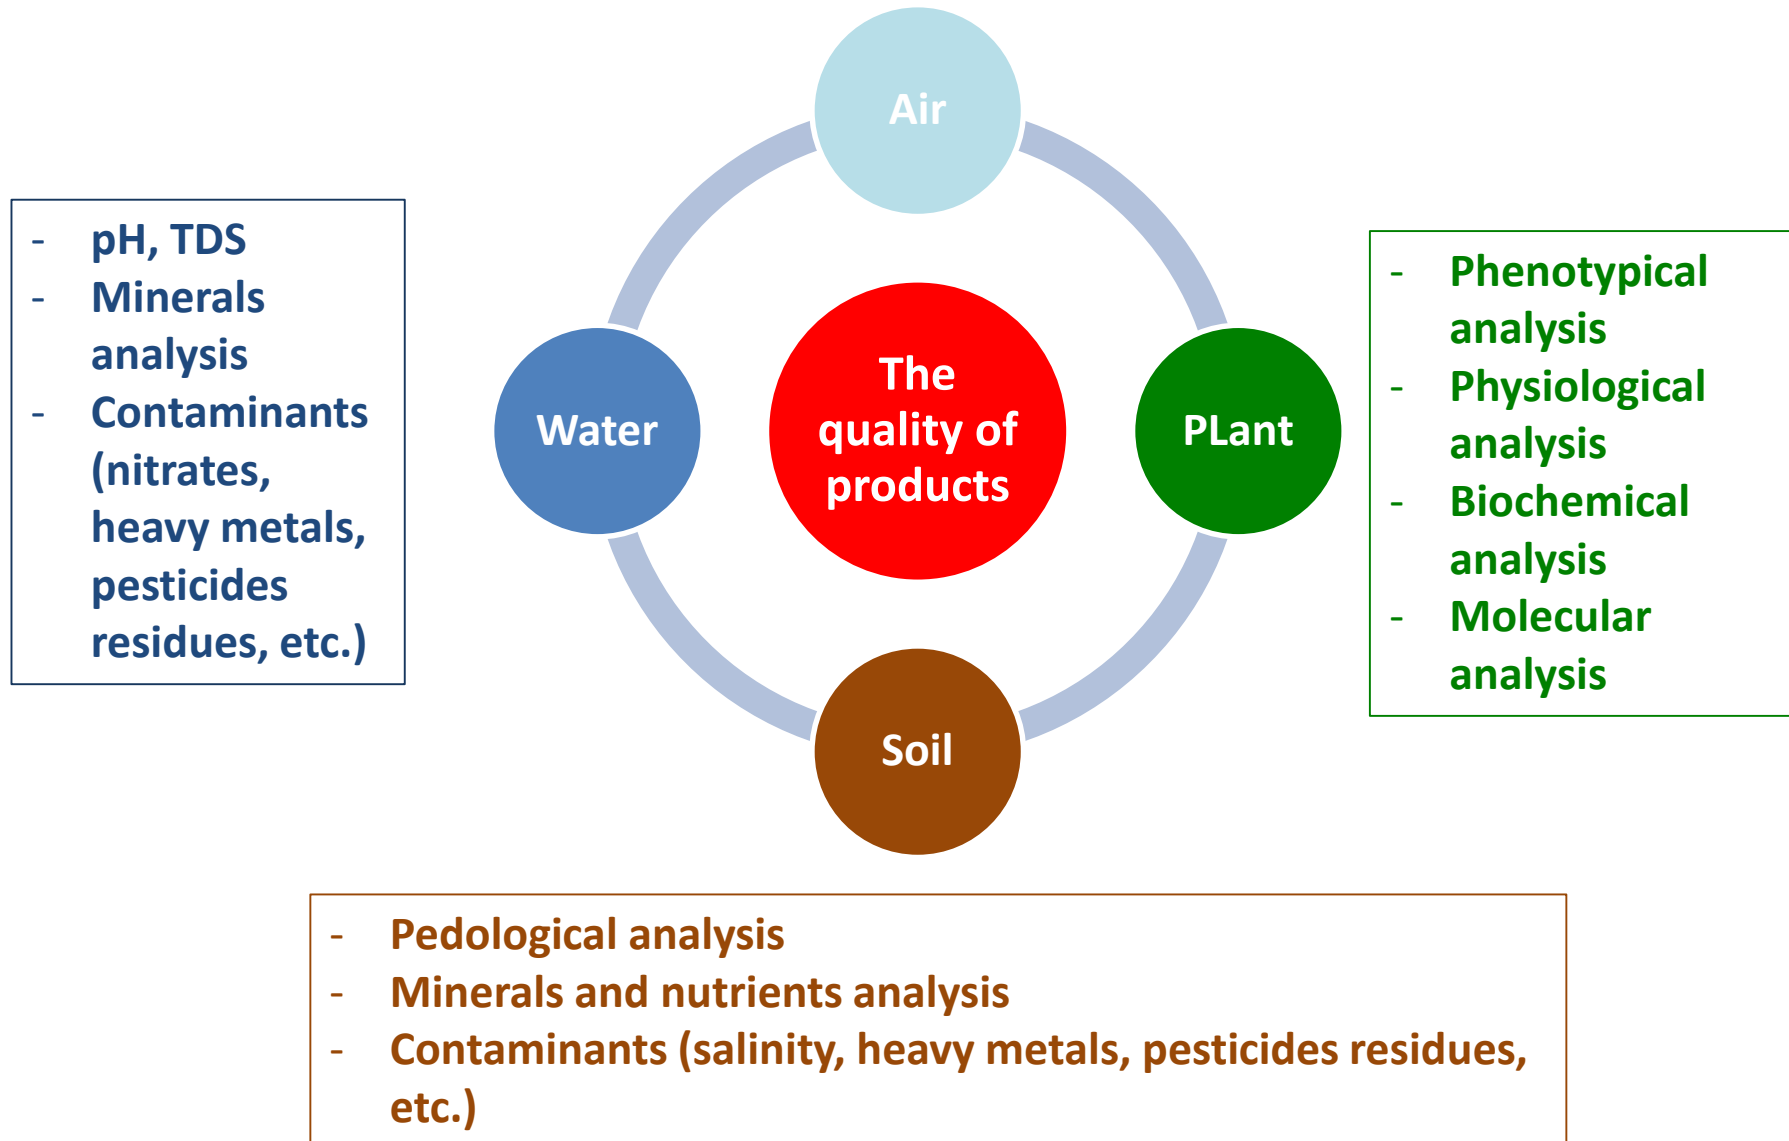 Air
- pH, TDS
- Minerals
analysis
- Contaminants
(nitrates,
heavy metals,
pesticides
residues, etc.)
Water
The
quality of
products
PLant
- Phenotypical
analysis
- Physiological
analysis
- Biochemical
analysis
- Molecular
analysis
Soil
- Pedological analysis
- Minerals and nutrients analysis
- Contaminants (salinity, heavy metals, pesticides residues,
etc.)